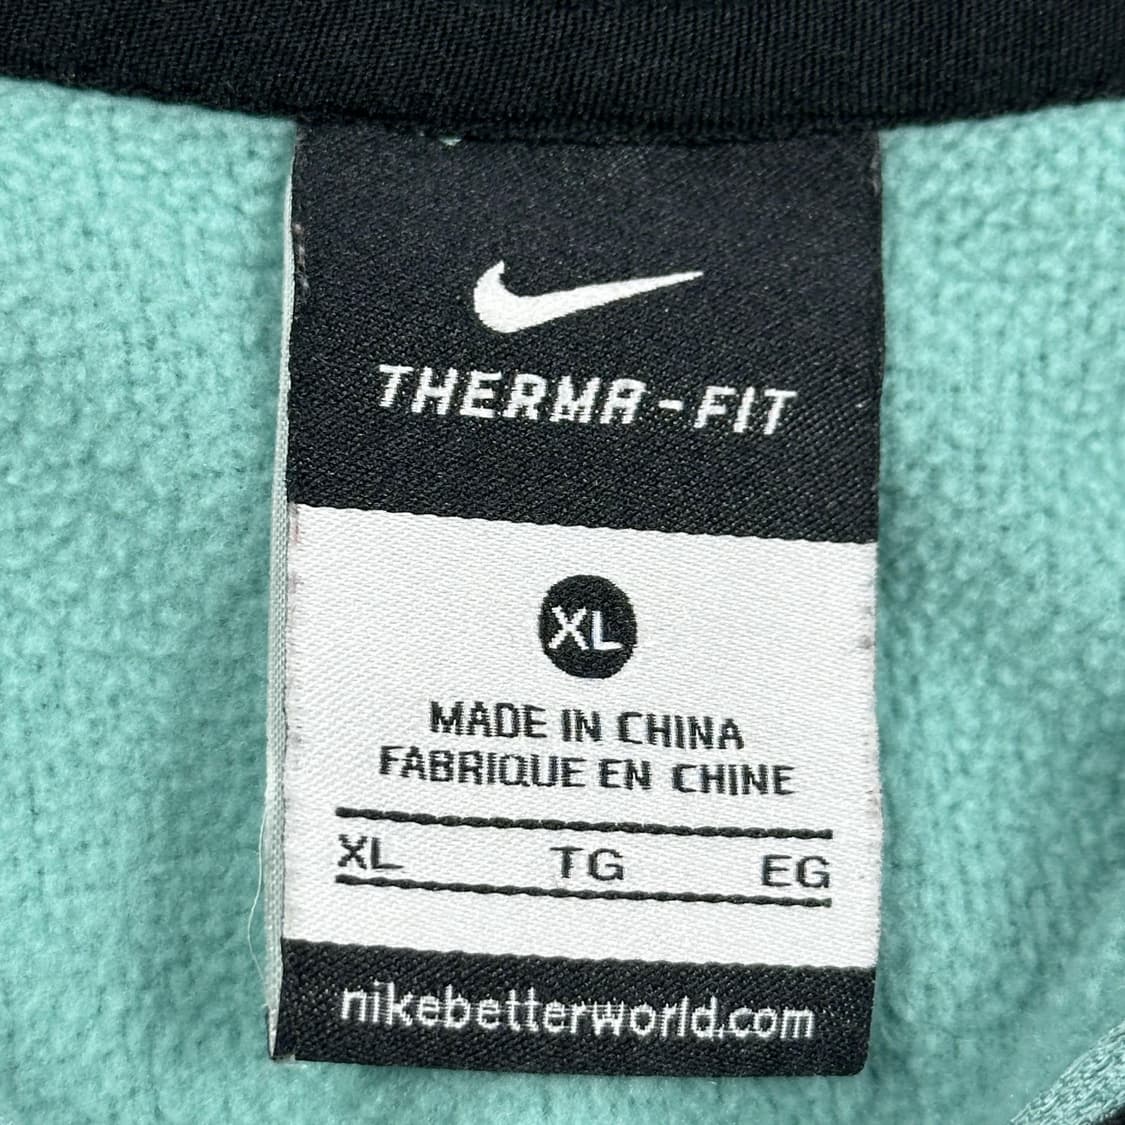 THERMA-FIT
XL
MADE IN CHINA
FABRIQUE EN CHINE
XL TG EG
nikebetterworld.com